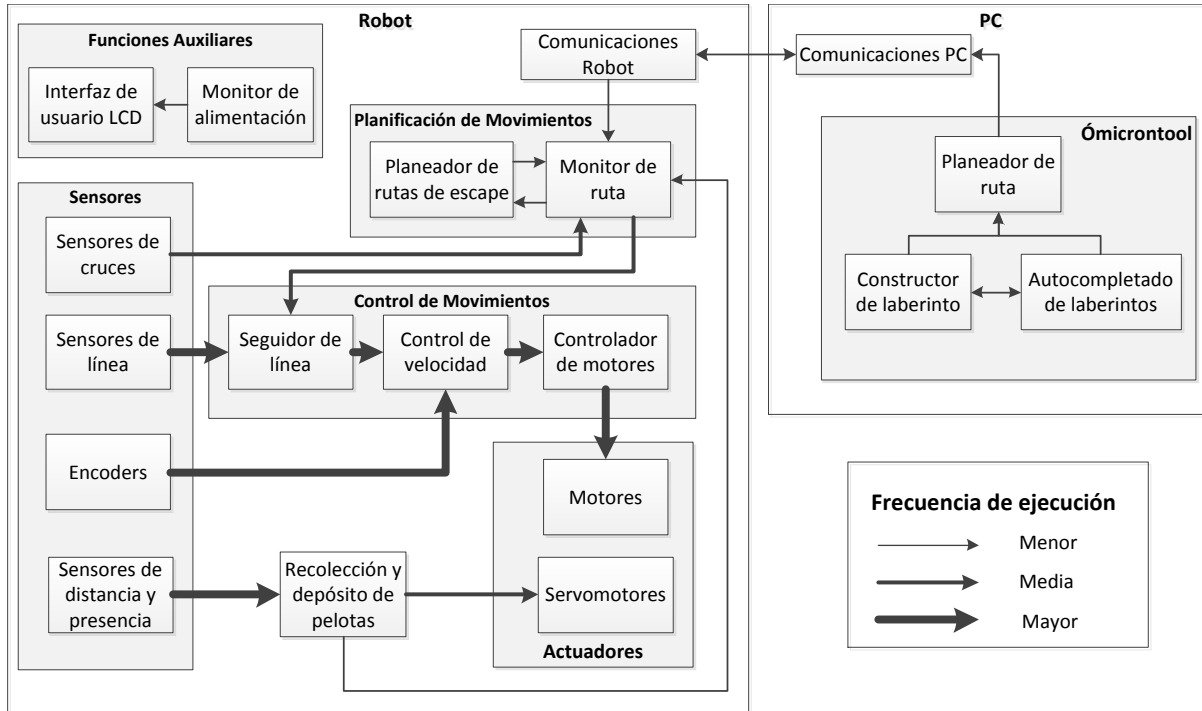 Robot
Funciones Auxiliares
Interfaz de
usuario LCD
Monitor de
alimentación
Comunicaciones
Robot
Planificación de Movimientos
Planeador de
rutas de escape
Monitor de
ruta
Sensores
Sensores de
cruces
Sensores de
línea
Encoders
Sensores de
distancia y
presencia
Control de Movimientos
Seguidor de
línea
Control de
velocidad
Controlador
de motores
Recolección y
depósito de
pelotas
Motores
Servomotores
Actuadores
PC
Comunicaciones PC
Ómicrontool
Planeador de
ruta
Constructor
de laberinto
Autocompletado
de laberintos
Frecuencia de ejecución
Menor
Media
Mayor